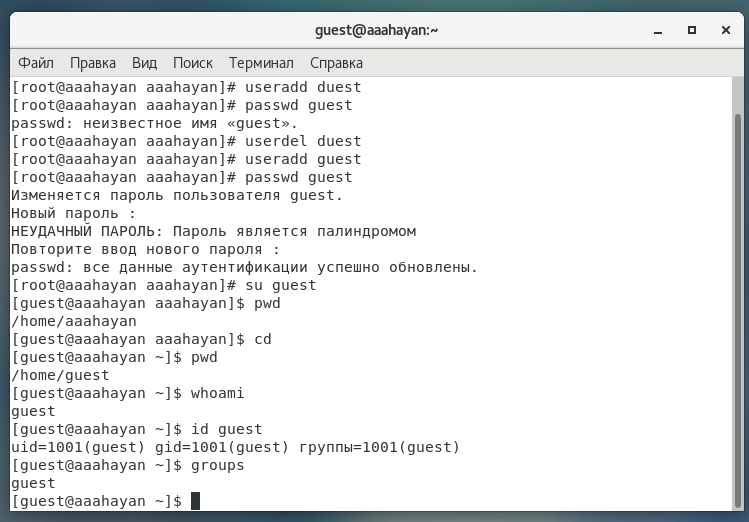 guest@aaahayan:~
Файл Правка Вид Поиск Терминал Справка
[root@aaahayan aaahayan]# useradd duest
[root@aaahayan aaahayan]# passwd guest
passwd: неизвестное имя «guest».
[root@aaahayan aaahayan]# userdel duest
[root@aaahayan aaahayan]# useradd guest
[root@aaahayan aaahayan]# passwd guest
Изменяется пароль пользователя guest.
Новый пароль :
НЕУДАЧНЫЙ ПАРОЛЬ: Пароль является палиндромом
Повторите ввод нового пароля :
passwd: все данные аутентификации успешно обновлены.
[root@aaahayan aaahayan]# su guest
[guest@aaahayan aaahayan]$ pwd
/home/aaahayan
[guest@aaahayan aaahayan]$ cd
[guest@aaahayan ~]$ pwd
/home/guest
[guest@aaahayan ~]$ whoami
guest
[guest@aaahayan ~]$ id guest
uid=1001(guest) gid=1001(guest) группы=1001(guest)
[guest@aaahayan ~]$ groups
guest
[guest@aaahayan ~]$